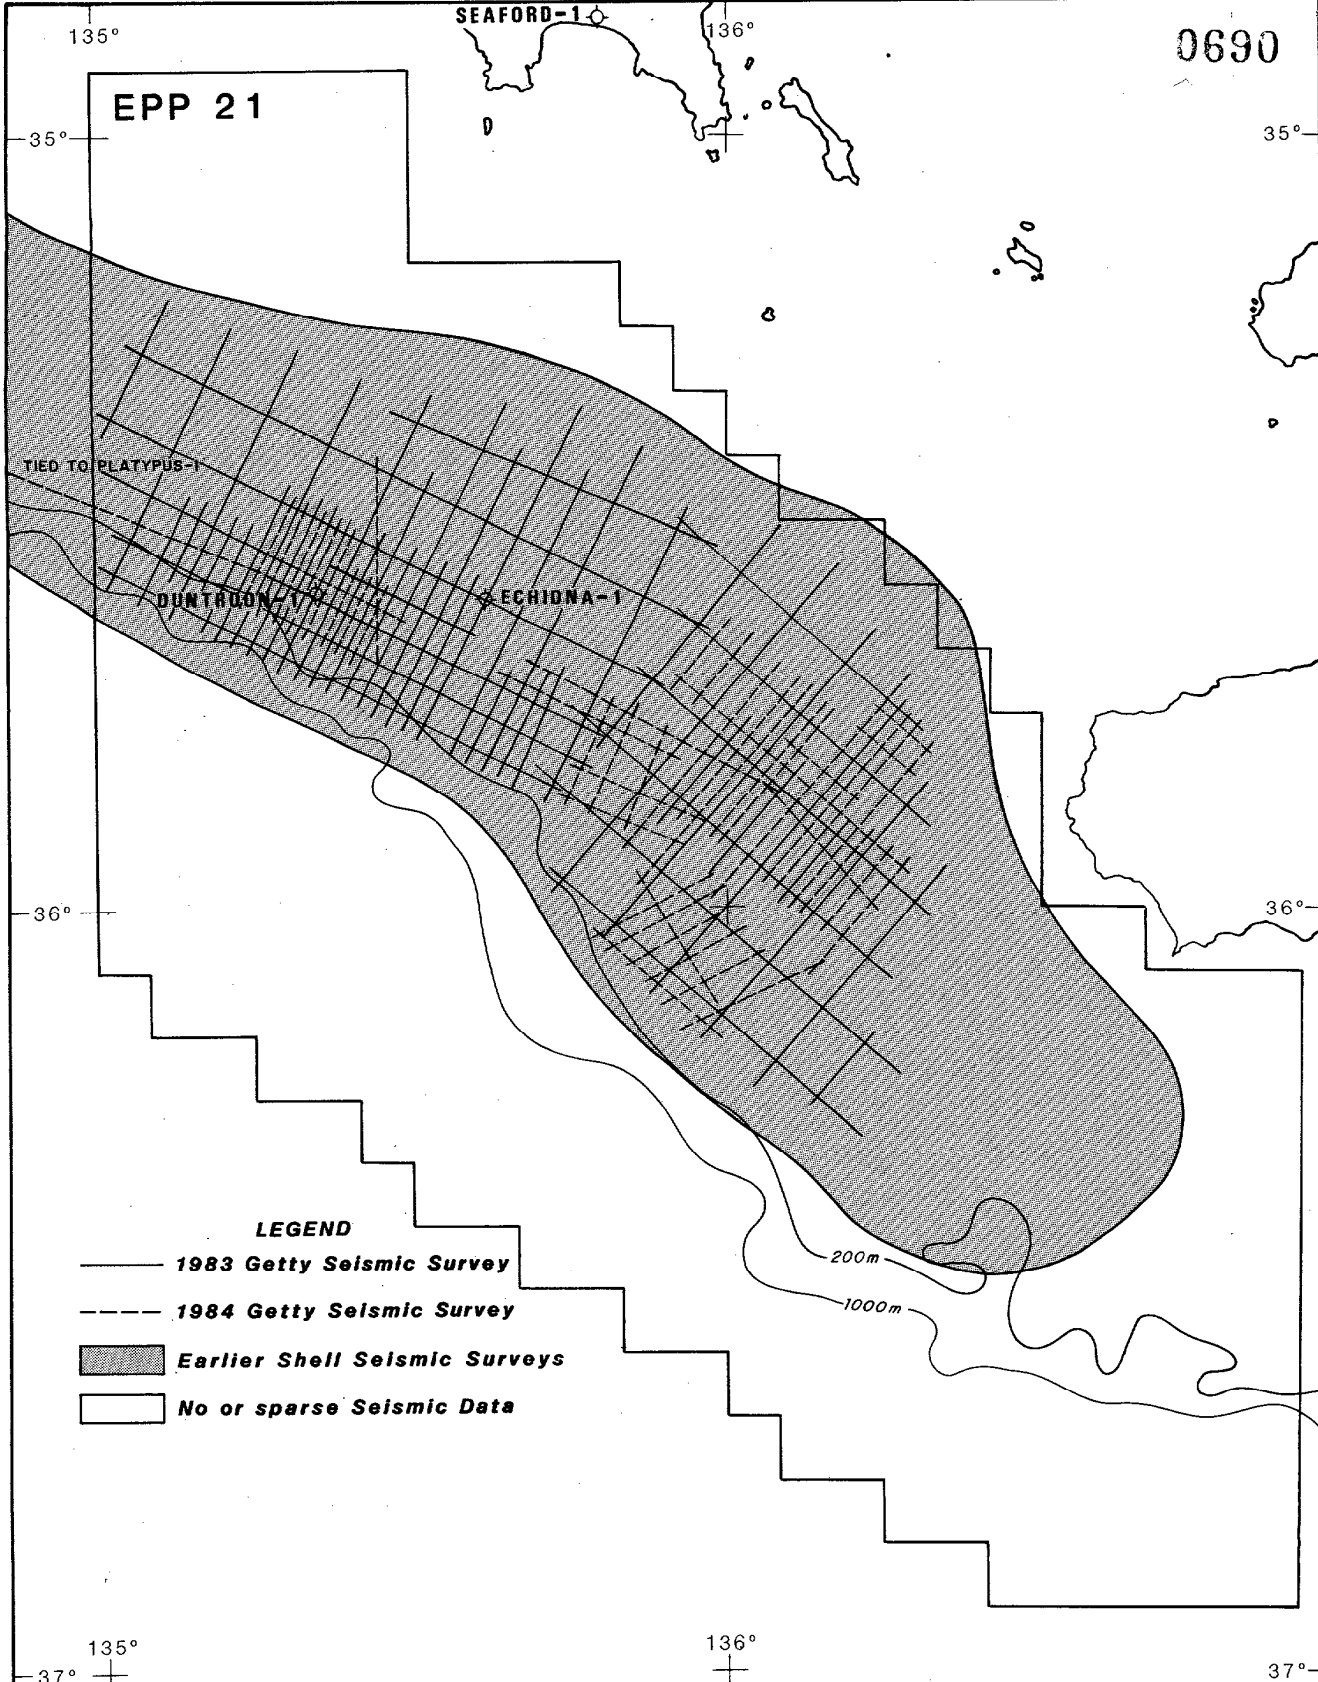 SEAFORD-1
135°
136°
0690
EPP 21
35°
35°
TIED TO PLATYPUS-1
DUNTROON-1
ECHIDNA-1
36°
36°
LEGEND
1983 Getty Seismic Survey
1984 Getty Seismic Survey
Earlier Shell Seismic Surveys
No or sparse Seismic Data
200m
1000m
135°
136°
37°
37°